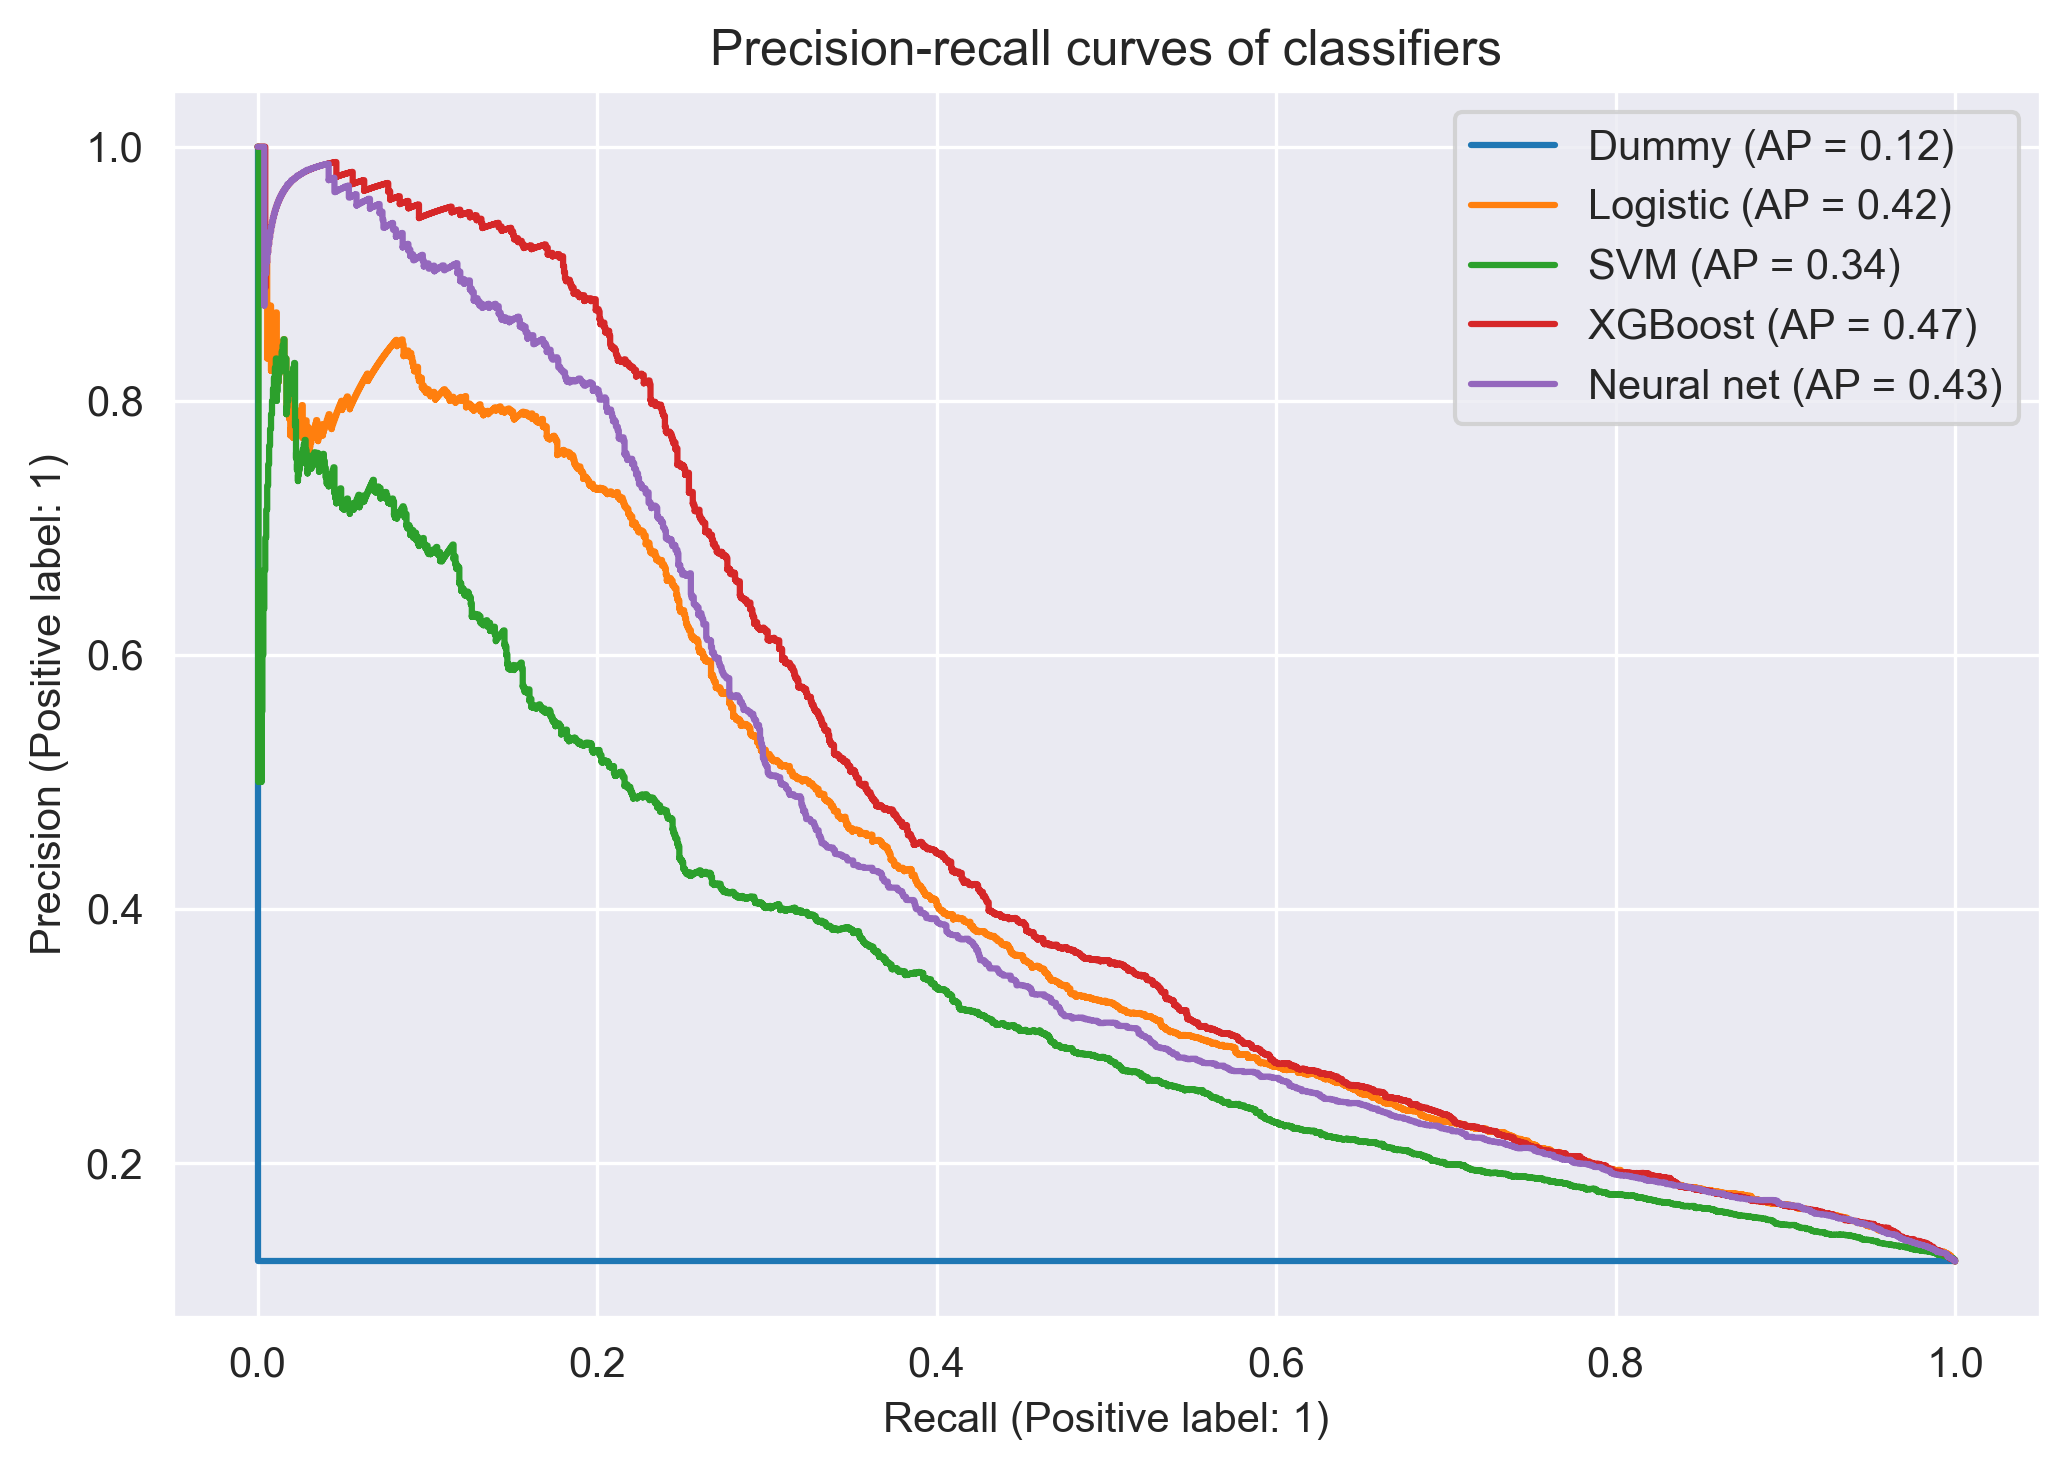 Precision-recall curves of classifiers
Dummy (AP = 0.12)
Logistic (AP = 0.42)
SVM (AP = 0.34)
XGBoost (AP = 0.47)
Neural net (AP = 0.43)
Precision (Positive label: 1)
1.0
0.8
0.6
0.4
0.2
0.0
0.2
0.4
0.6
0.8
1.0
Recall (Positive label: 1)